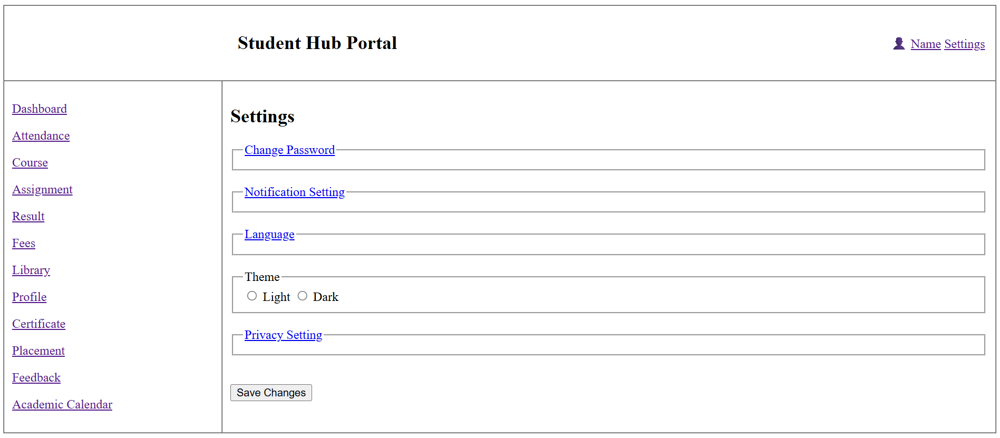 Student Hub Portal
Name Settings
Dashboard
Attendance
Course
Assignment
Result
Fees
Library
Profile
Certificate
Placement
Feedback
Academic Calendar
Settings
Change Password
Notification Setting
Language
Theme
Light Dark
Privacy Setting
Save Changes